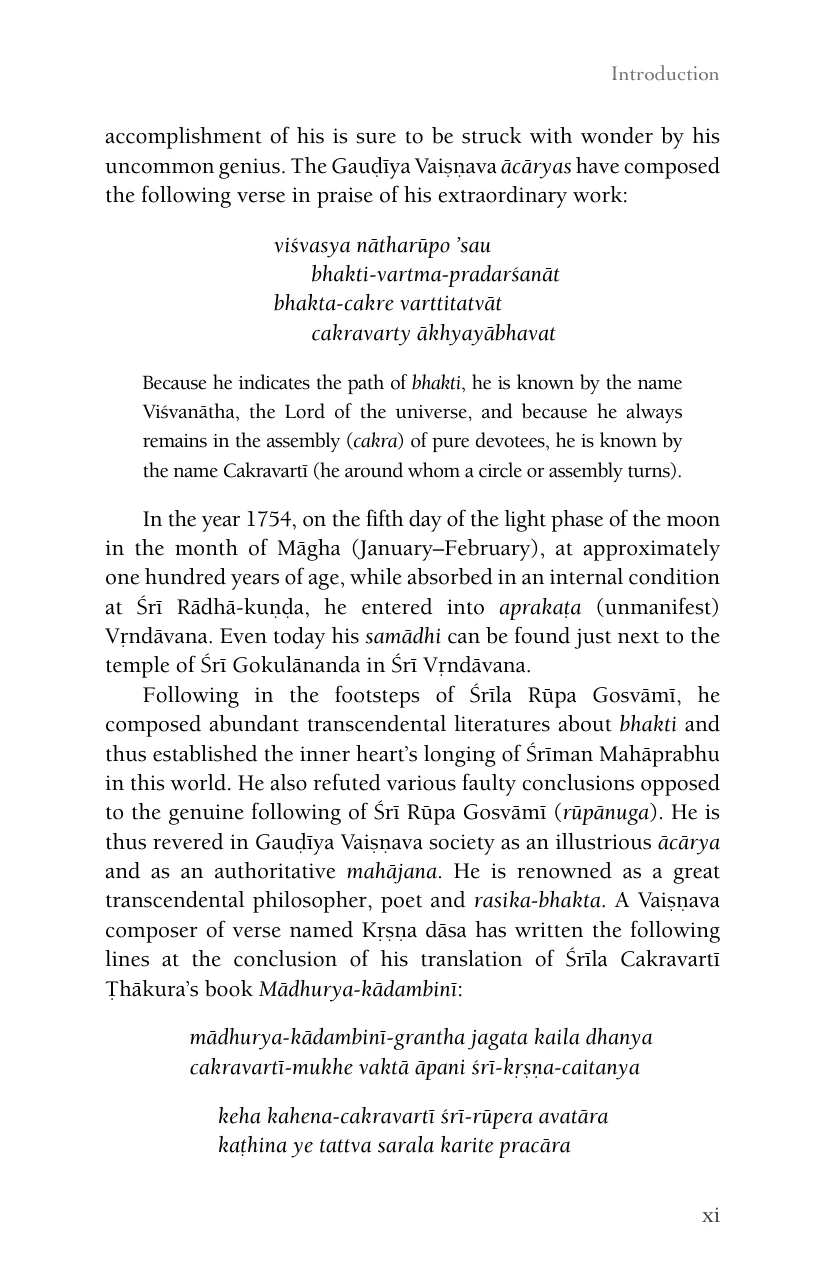 Introduction
accomplishment of his is sure to be struck with wonder by his
uncommon genius. The Gauḍīya Vaiṣṇava ācāryas have composed
the following verse in praise of his extraordinary work:
viśvasya nātharūpo ’sau
bhakti-vartma-pradarśanāt
bhakta-cakre varttitatvāt
cakravarty ākhyayābhavat
Because he indicates the path of bhakti, he is known by the name
Viśvanātha, the Lord of the universe, and because he always
remains in the assembly (cakra) of pure devotees, he is known by
the name Cakravartī (he around whom a circle or assembly turns).
In the year 1754, on the fifth day of the light phase of the moon
in the month of Māgha (January–February), at approximately
one hundred years of age, while absorbed in an internal condition
at Śrī Rādhā-kuṇḍa, he entered into aprakaṭa (unmanifest)
Vṛndāvana. Even today his samādhi can be found just next to the
temple of Śrī Gokulānanda in Śrī Vṛndāvana.
Following in the footsteps of Śrīla Rūpa Gosvāmī, he
composed abundant transcendental literatures about bhakti and
thus established the inner heart’s longing of Śrīman Mahāprabhu
in this world. He also refuted various faulty conclusions opposed
to the genuine following of Śrī Rūpa Gosvāmī (rūpānuga). He is
thus revered in Gauḍīya Vaiṣṇava society as an illustrious ācārya
and as an authoritative mahājana. He is renowned as a great
transcendental philosopher, poet and rasika-bhakta. A Vaiṣṇava
composer of verse named Kṛṣṇa dāsa has written the following
lines at the conclusion of his translation of Śrīla Cakravartī
Ṭhākura’s book Mādhurya-kādambinī:
mādhurya-kādambinī-grantha jagata kaila dhanya
cakravartī-mukhe vaktā āpani śrī-kṛṣṇa-caitanya
keha kahena-cakravartī śrī-rūpera avatāra
kaṭhina ye tattva sarala karite pracāra
xi